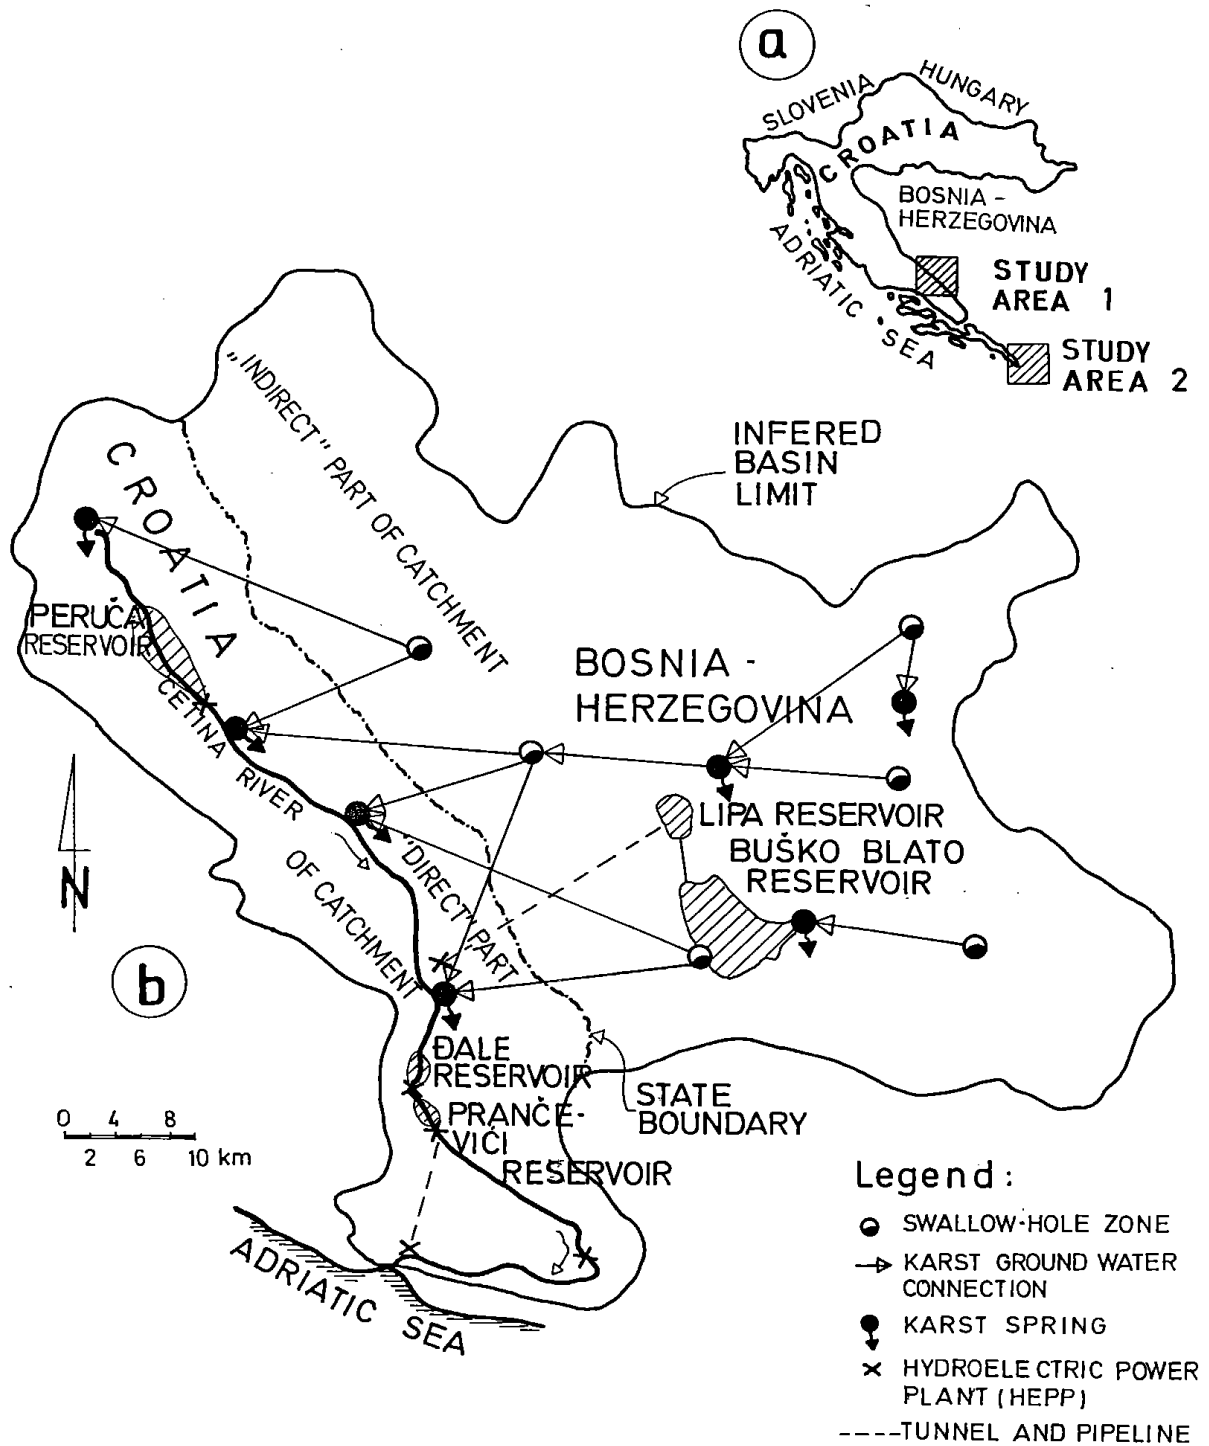 a
SLOVENIA
HUNGARY
CROATIA
BOSNIA -
HERZEGOVINA
ADRIATIC SEA
STUDY
AREA 1
STUDY
AREA 2
INFERED
BASIN
LIMIT
„INDIRECT" PART OF CATCHMENT
CROATIA
PERUČA
RESERVOIR
CETINA RIVER
BOSNIA -
HERZEGOVINA
LIPA RESERVOIR
BUŠKO BLATO
RESERVOIR
"DIRECT" PART
OF CATCHMENT
N
b
ĐALE
RESERVOIR
PRANČE-
VIĆI
RESERVOIR
STATE
BOUNDARY
0 4 8
2 6 10 km
ADRIATIC SEA
Legend :
SWALLOW-HOLE ZONE
KARST GROUND WATER
CONNECTION
KARST SPRING
HYDROELECTRIC POWER
PLANT (HEPP)
TUNNEL AND PIPELINE